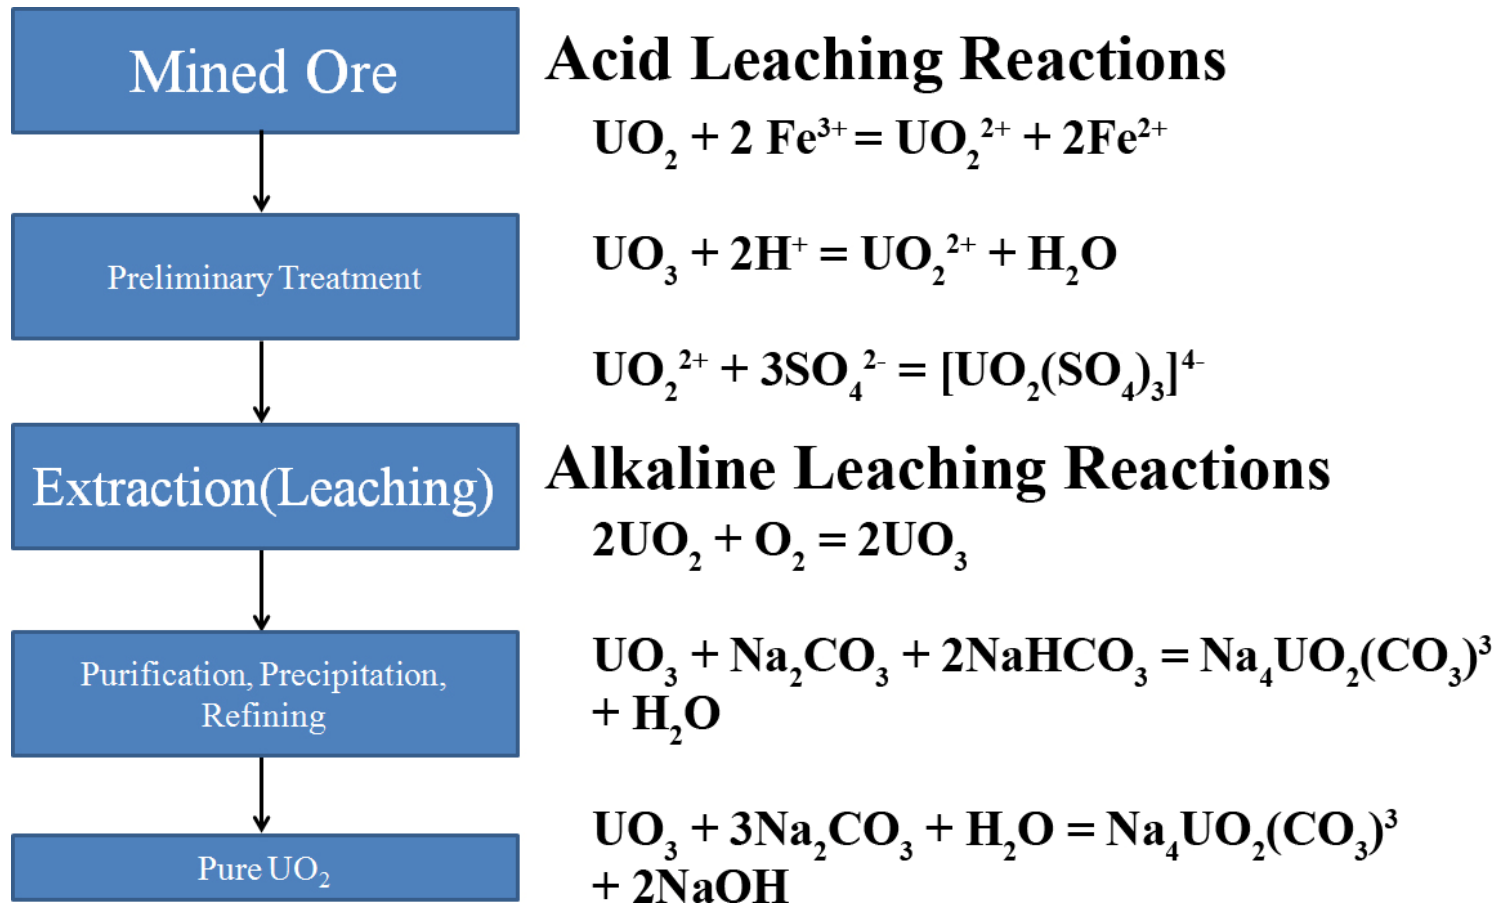 Mined Ore
Preliminary Treatment
Extraction(Leaching)
Purification, Precipitation,
Refining
Pure UO₂
Acid Leaching Reactions
UO₂ + 2 Fe³⁺ = UO₂²⁺ + 2Fe²⁺
UO₃ + 2H⁺ = UO₂²⁺ + H₂O
UO₂²⁺ + 3SO₄²⁻ = [UO₂(SO₄)₃]⁴⁻
Alkaline Leaching Reactions
2UO₂ + O₂ = 2UO₃
UO₃ + Na₂CO₃ + 2NaHCO₃ = Na₄UO₂(CO₃)³
+ H₂O
UO₃ + 3Na₂CO₃ + H₂O = Na₄UO₂(CO₃)³
+ 2NaOH